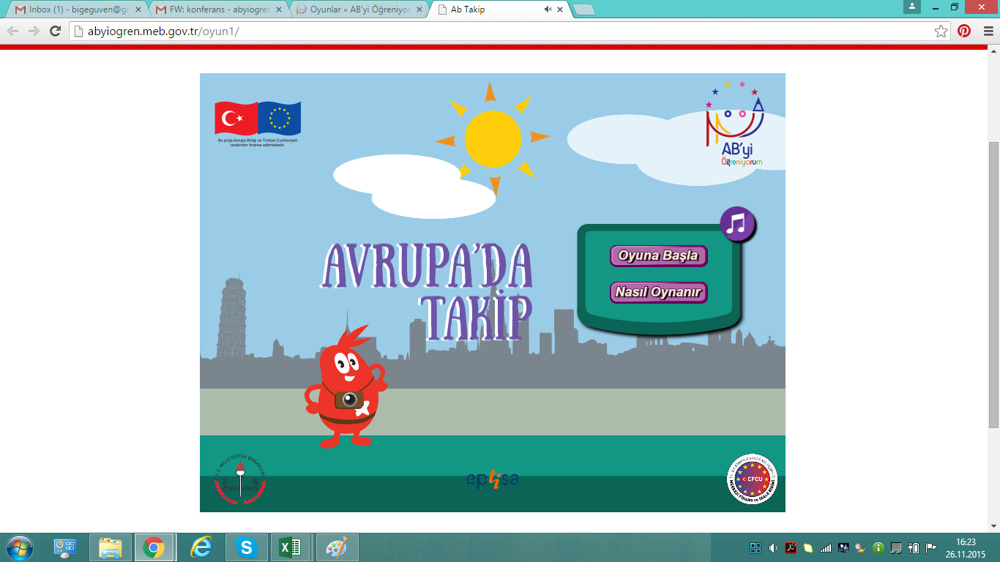 Inbox (1) - bigeguven@gm
FW: konferans - abyiogren
Oyunlar « AB'yi Öğreniyor
Ab Takip
abyiogren.meb.gov.tr/oyun1/
Bu proje Avrupa Birliği ve Türkiye Cumhuriyeti
tarafından finanse edilmektedir.
AB'yi
Öğreniyorum
AVRUPA'DA
TAKİP
Oyuna Başla
Nasıl Oynanır
T.C. MİLLİ EĞİTİM BAKANLIĞI
eptisa
CFCU
MERKEZİ FİNANS ve İHALE BİRİMİ
16:23
26.11.2015